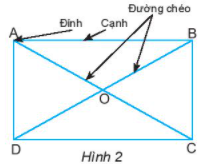 Đường chéo
Đỉnh Cạnh
A B
O
D C
Hình 2